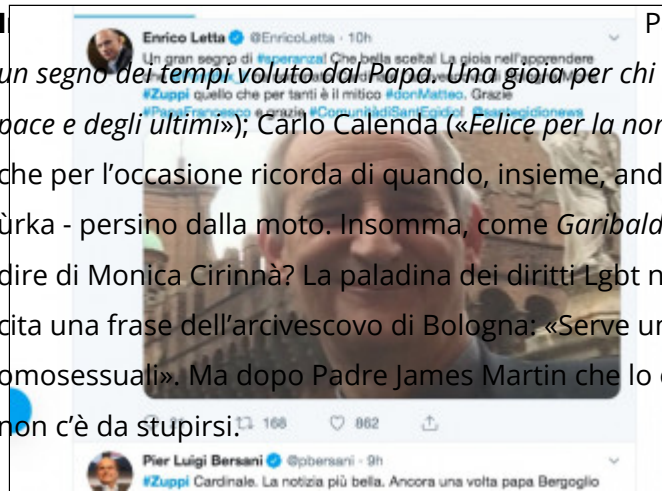 Enrico Letta @EnricoLetta · 10h
P
Un gran segno di #speranza! Che bella scelta! La gioia nell'apprendere
un segno dei tempi voluto dal Papa. Una gioia per chi
#Zuppi quello che per tanti è il mitico #donMatteo. Grazie
#PapaFrancesco e grazie #ComunitàdiSantEgidio! @santegidionews
pace e degli ultimi»); Carlo Calenda («Felice per la nom
che per l'occasione ricorda di quando, insieme, and
ùrka - persino dalla moto. Insomma, come Garibald
dire di Monica Cirinnà? La paladina dei diritti Lgbt n
cita una frase dell'arcivescovo di Bologna: «Serve un
omosessuali». Ma dopo Padre James Martin che lo
non c'è da stupirsi.
168 862
Pier Luigi Bersani @pbersani · 9h
#Zuppi Cardinale. La notizia più bella. Ancora una volta papa Bergoglio